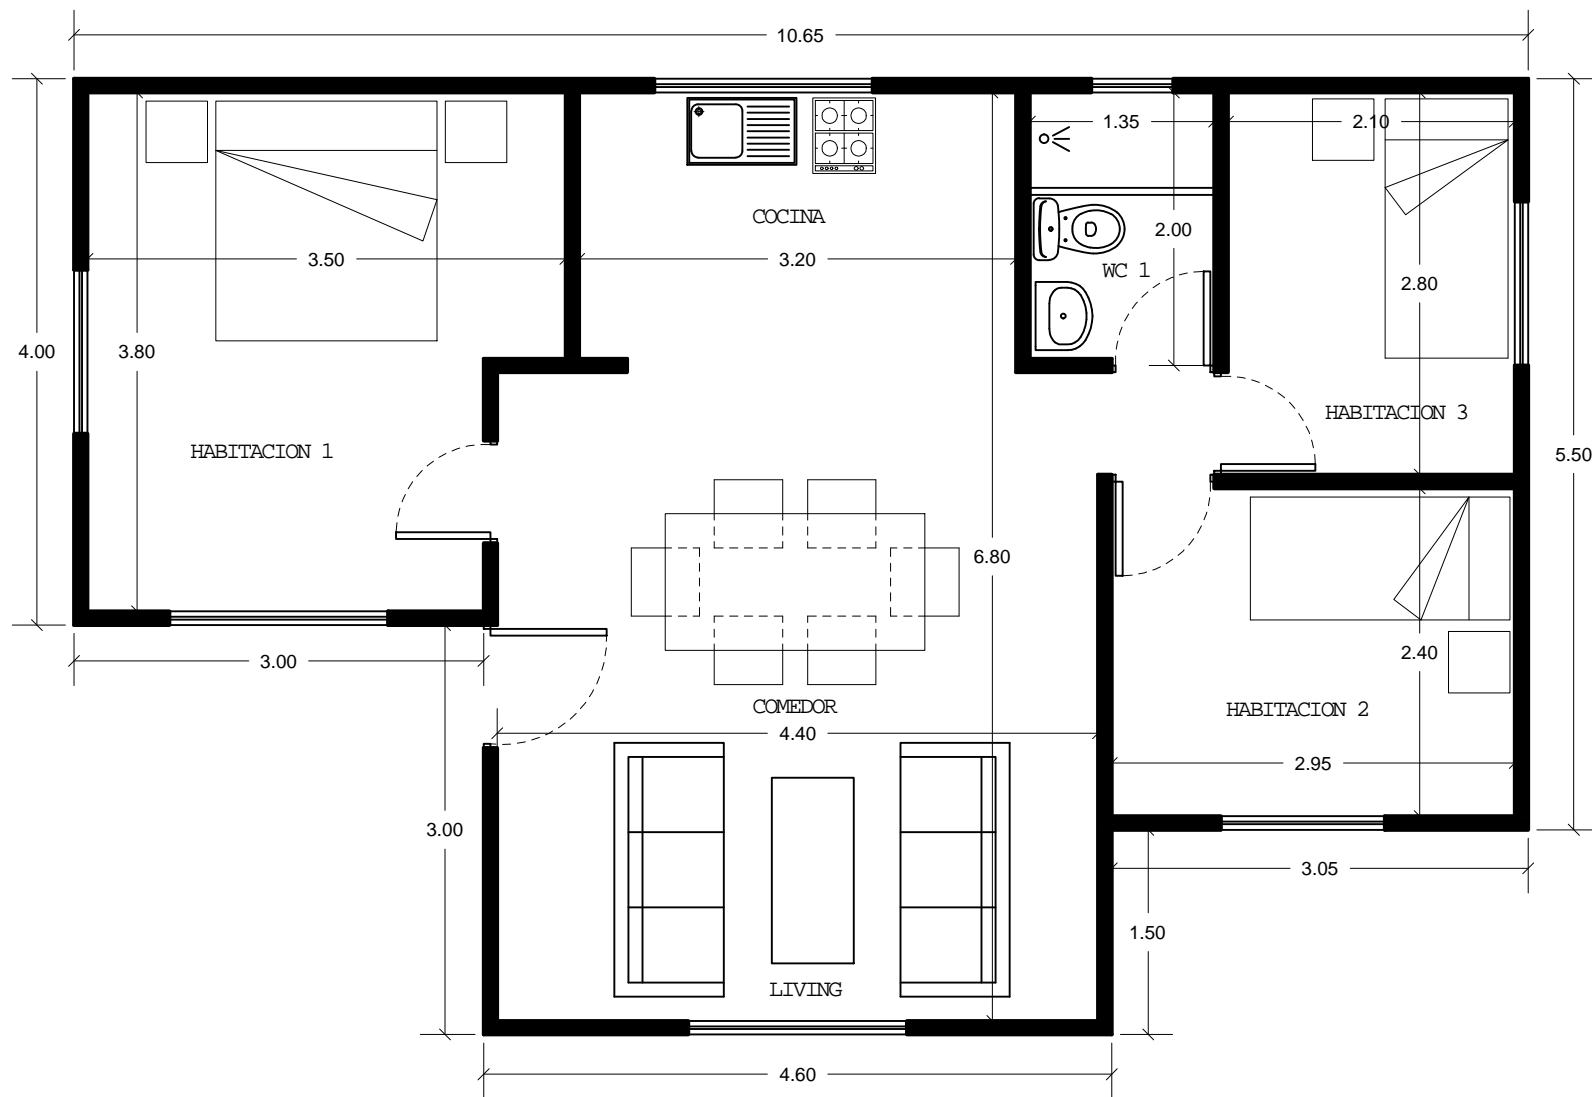 10.65
1.35
2.10
COCINA
2.00
3.50
3.20
WC 1
2.80
4.00
3.80
HABITACION 3
HABITACION 1
5.50
6.80
2.40
3.00
COMEDOR
HABITACION 2
4.40
2.95
3.00
3.05
1.50
LIVING
4.60